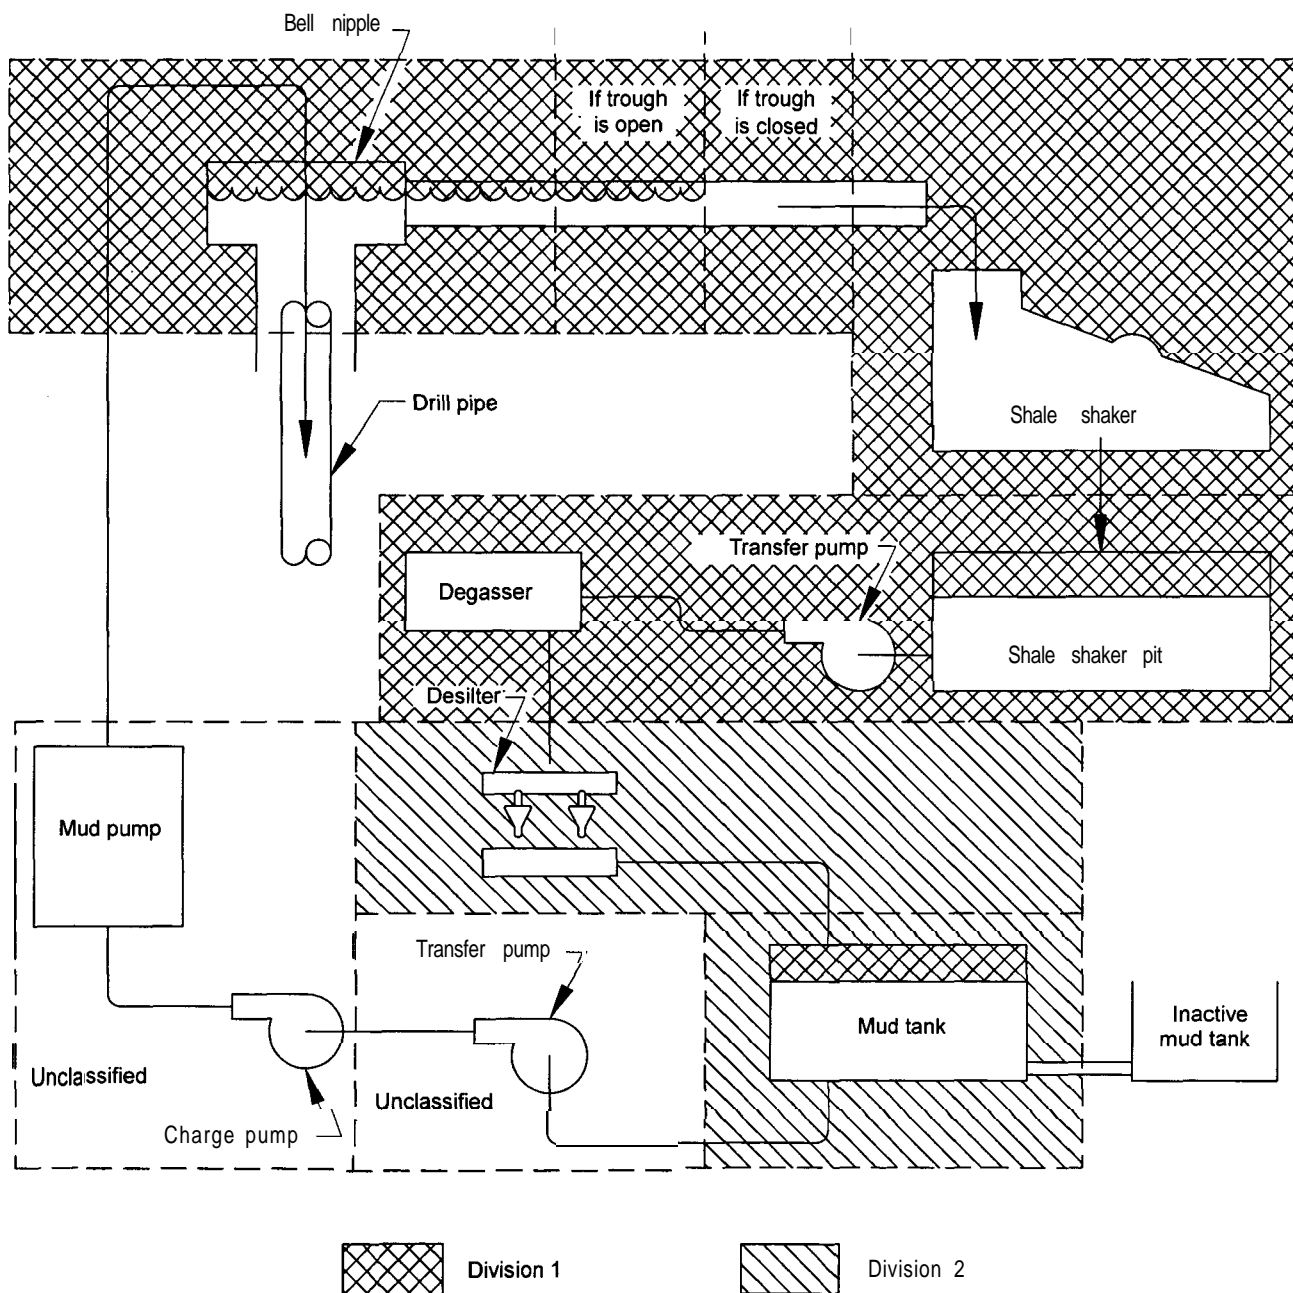 Bell nipple
If trough
is open
If trough
is closed
Drill pipe
Shale shaker
Transfer pump
Degasser
Shale shaker pit
Desilter
Mud pump
Transfer pump
Mud tank
Inactive
mud tank
Unclassified
Unclassified
Charge pump
Division 1
Division 2